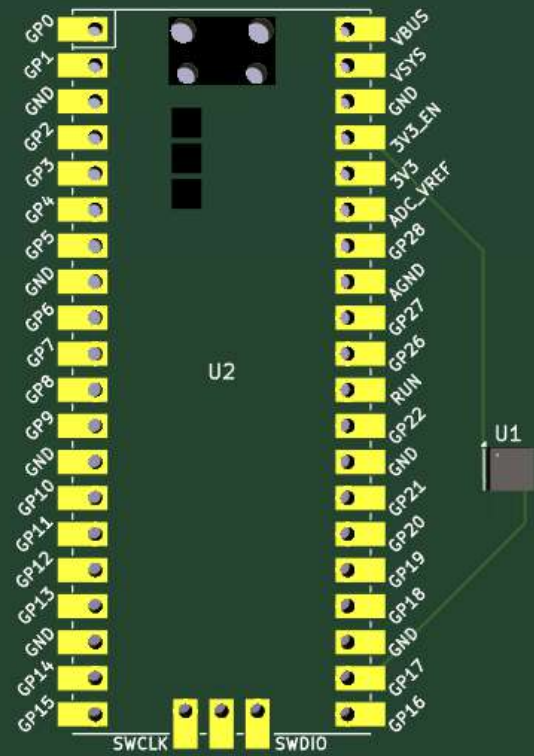 GP0
GP1
GND
GP2
GP3
GP4
GP5
GND
GP6
GP7
GP8
GP9
GND
GP10
GP11
GP12
GP13
GND
GP14
GP15
VBUS
VSYS
GND
3V3_EN
3V3
ADC_VREF
GP28
AGND
GP27
GP26
RUN
GP22
GND
GP21
GP20
GP19
GP18
GND
GP17
GP16
U2
U1
SWCLK
SWDIO